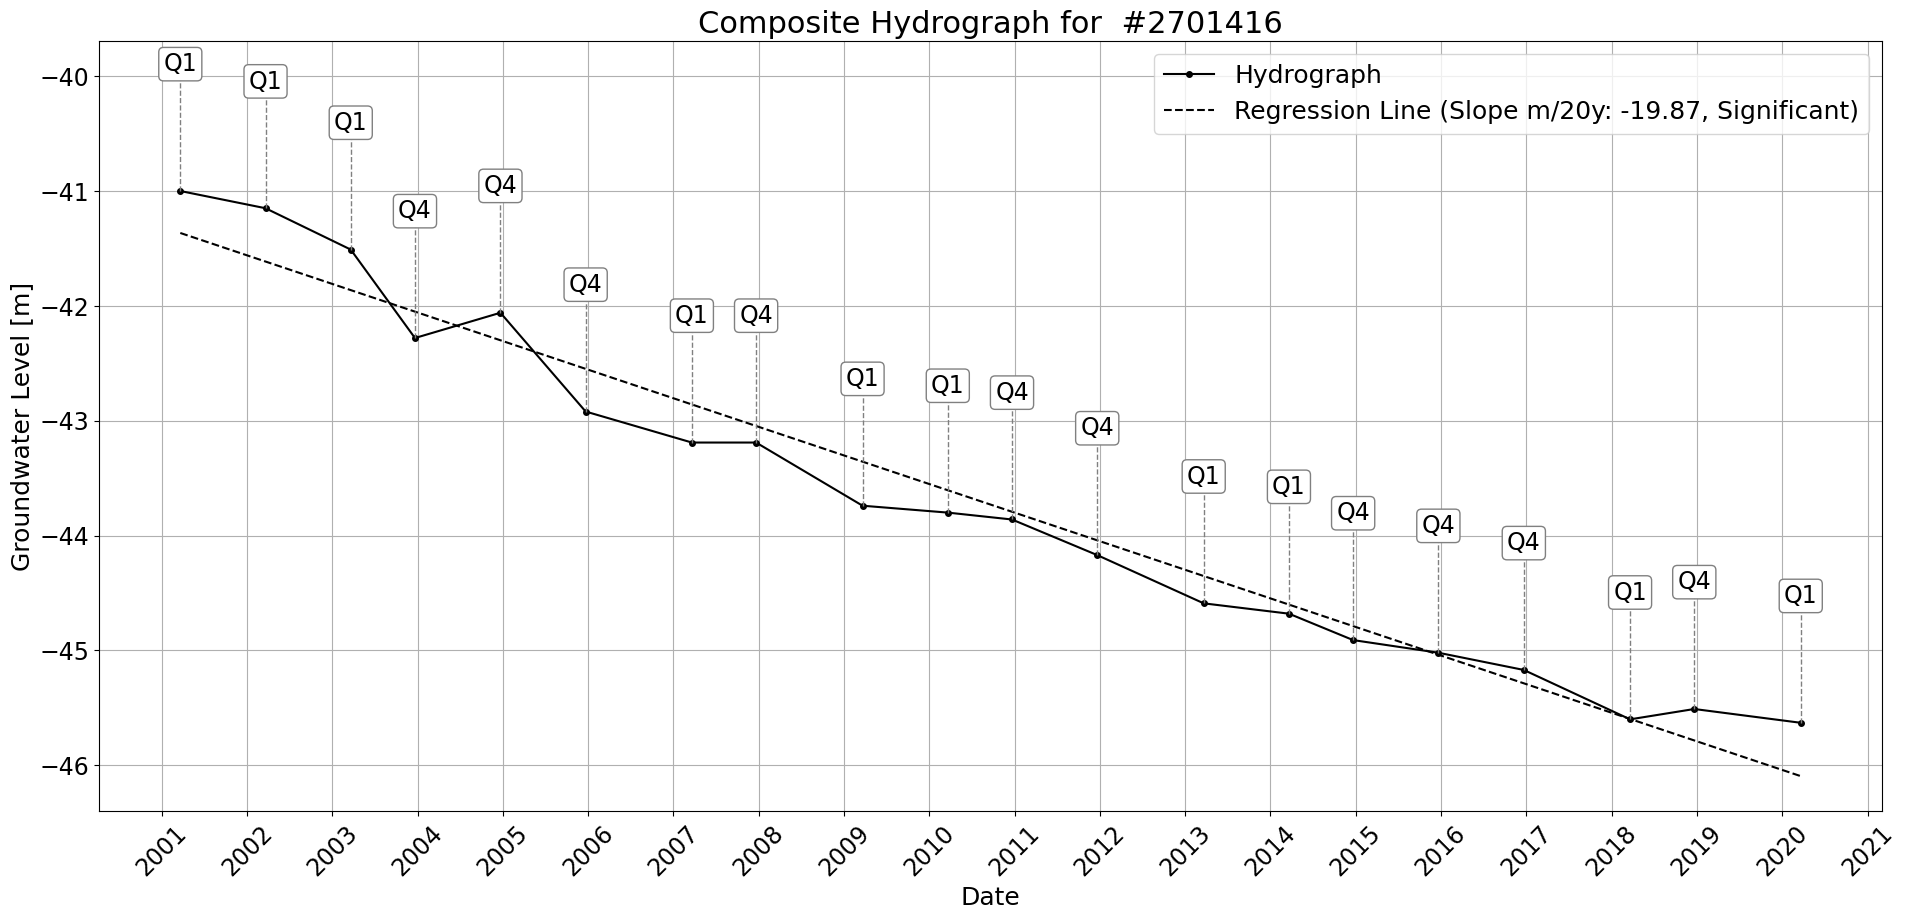 Composite Hydrograph for  #2701416
Hydrograph
Regression Line (Slope m/20y: -19.87, Significant)
Q1
Q1
Q1
Q4
Q4
Q4
Q1
Q4
Q1
Q1
Q4
Q4
Q1
Q1
Q4
Q4
Q4
Q1
Q4
Q1
Groundwater Level [m]
−40
−41
−42
−43
−44
−45
−46
2001
2002
2003
2004
2005
2006
2007
2008
2009
2010
2011
2012
2013
2014
2015
2016
2017
2018
2019
2020
2021
Date